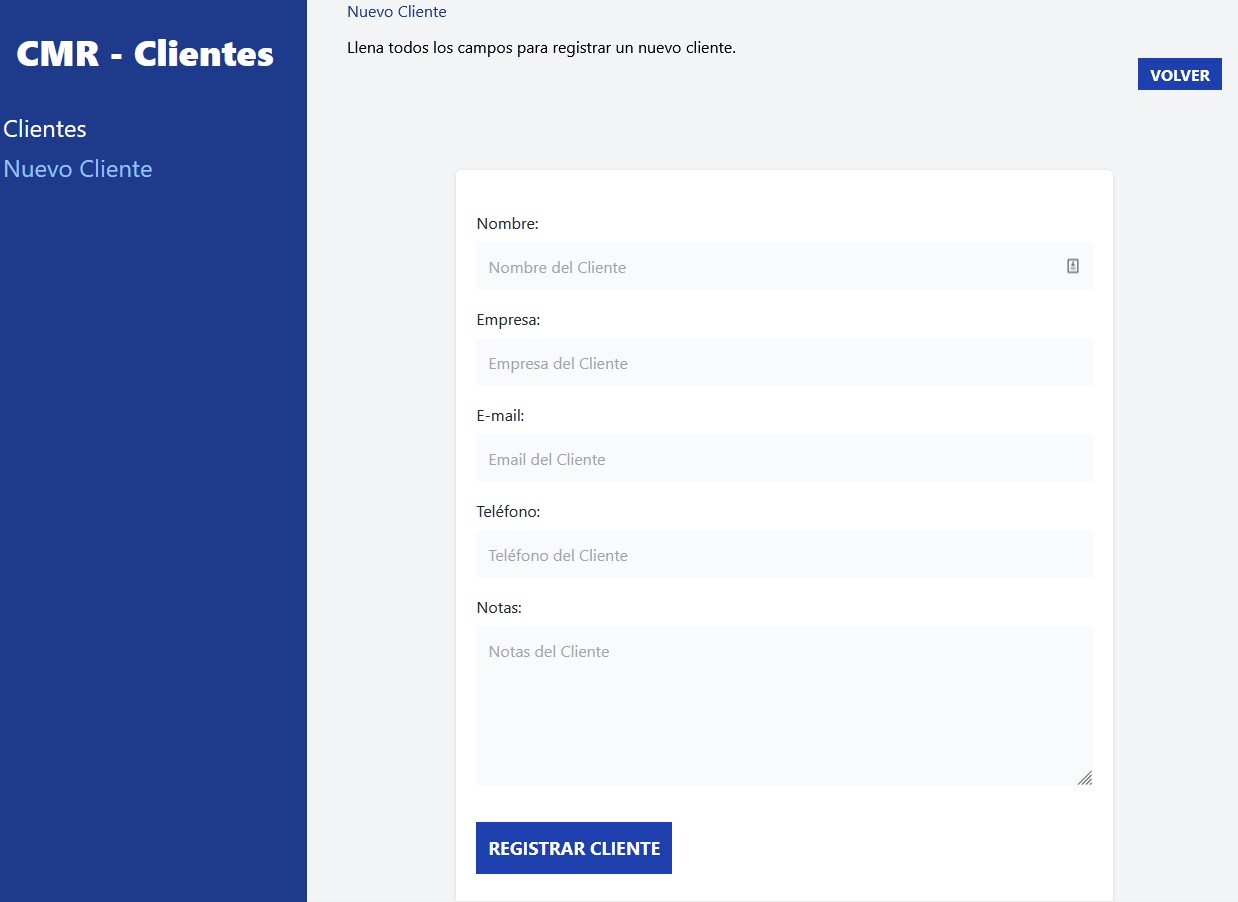 CMR - Clientes
Clientes
Nuevo Cliente
Nuevo Cliente
Llena todos los campos para registrar un nuevo cliente.
VOLVER
Nombre:
Nombre del Cliente
Empresa:
Empresa del Cliente
E-mail:
Email del Cliente
Teléfono:
Teléfono del Cliente
Notas:
Notas del Cliente
REGISTRAR CLIENTE